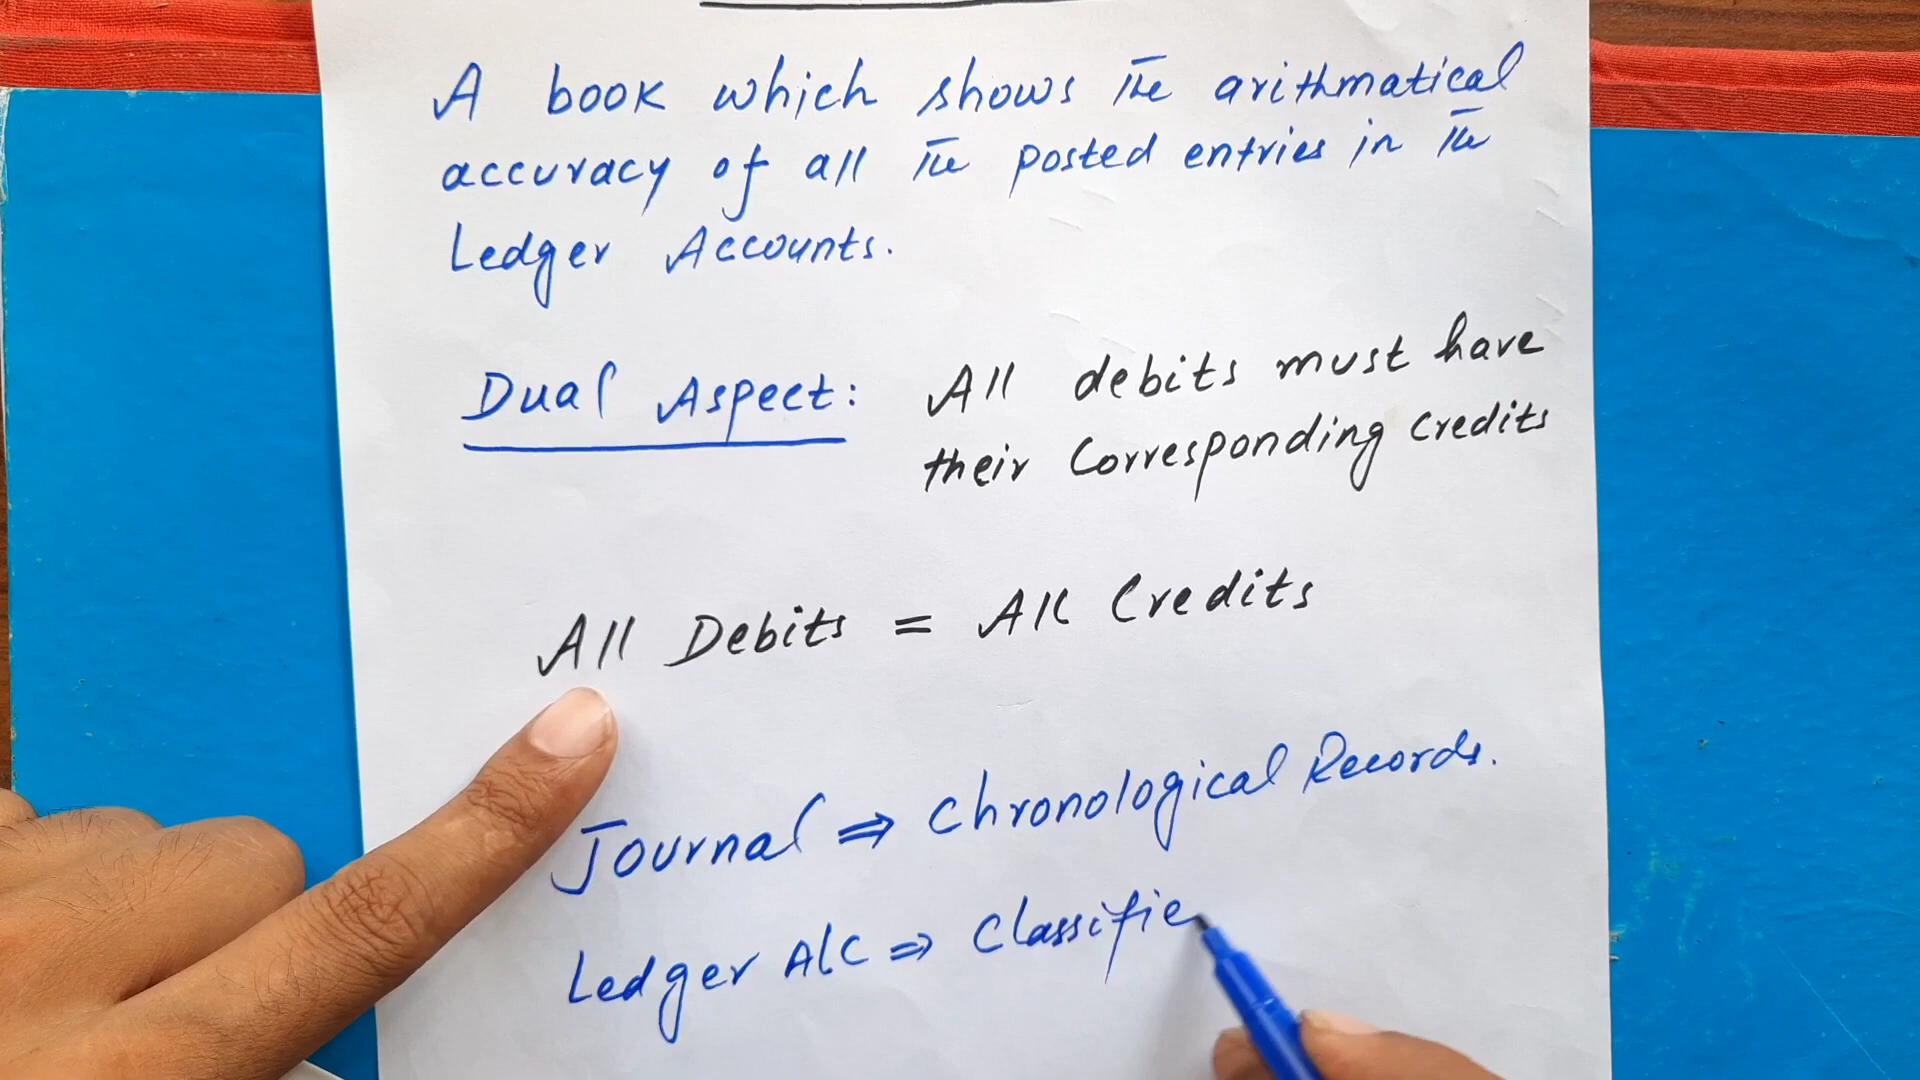 A book which shows the arithmatical
accuracy of all the posted entries in the
Ledger Accounts.
Dual Aspect: All debits must have
their Corresponding Credits
All Debits = All Credits
Journal ⇒ Chronological Records.
Ledger A/C ⇒ Classifie